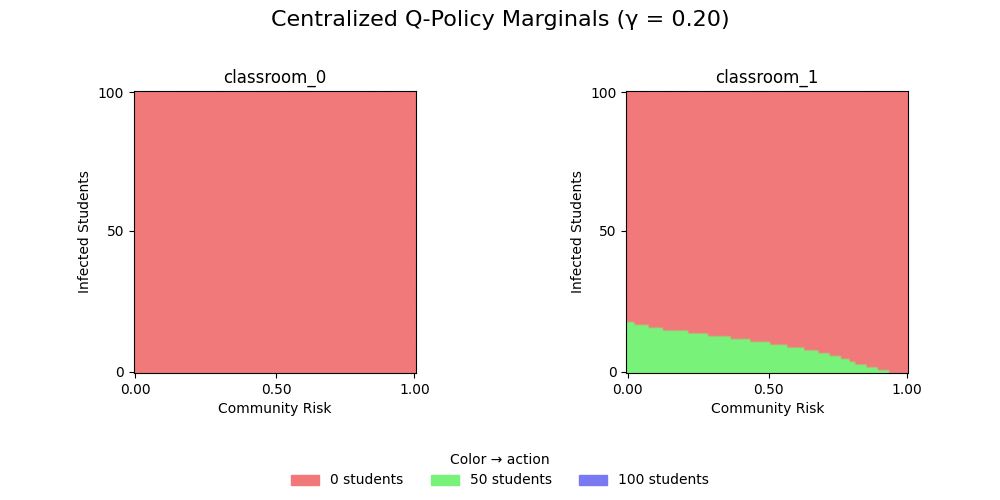 Centralized Q-Policy Marginals (γ = 0.20)
classroom_0
classroom_1
100
50
0
Infected Students
0.00 0.50 1.00
Community Risk
100
50
0
Infected Students
0.00 0.50 1.00
Community Risk
Color → action
0 students 50 students 100 students